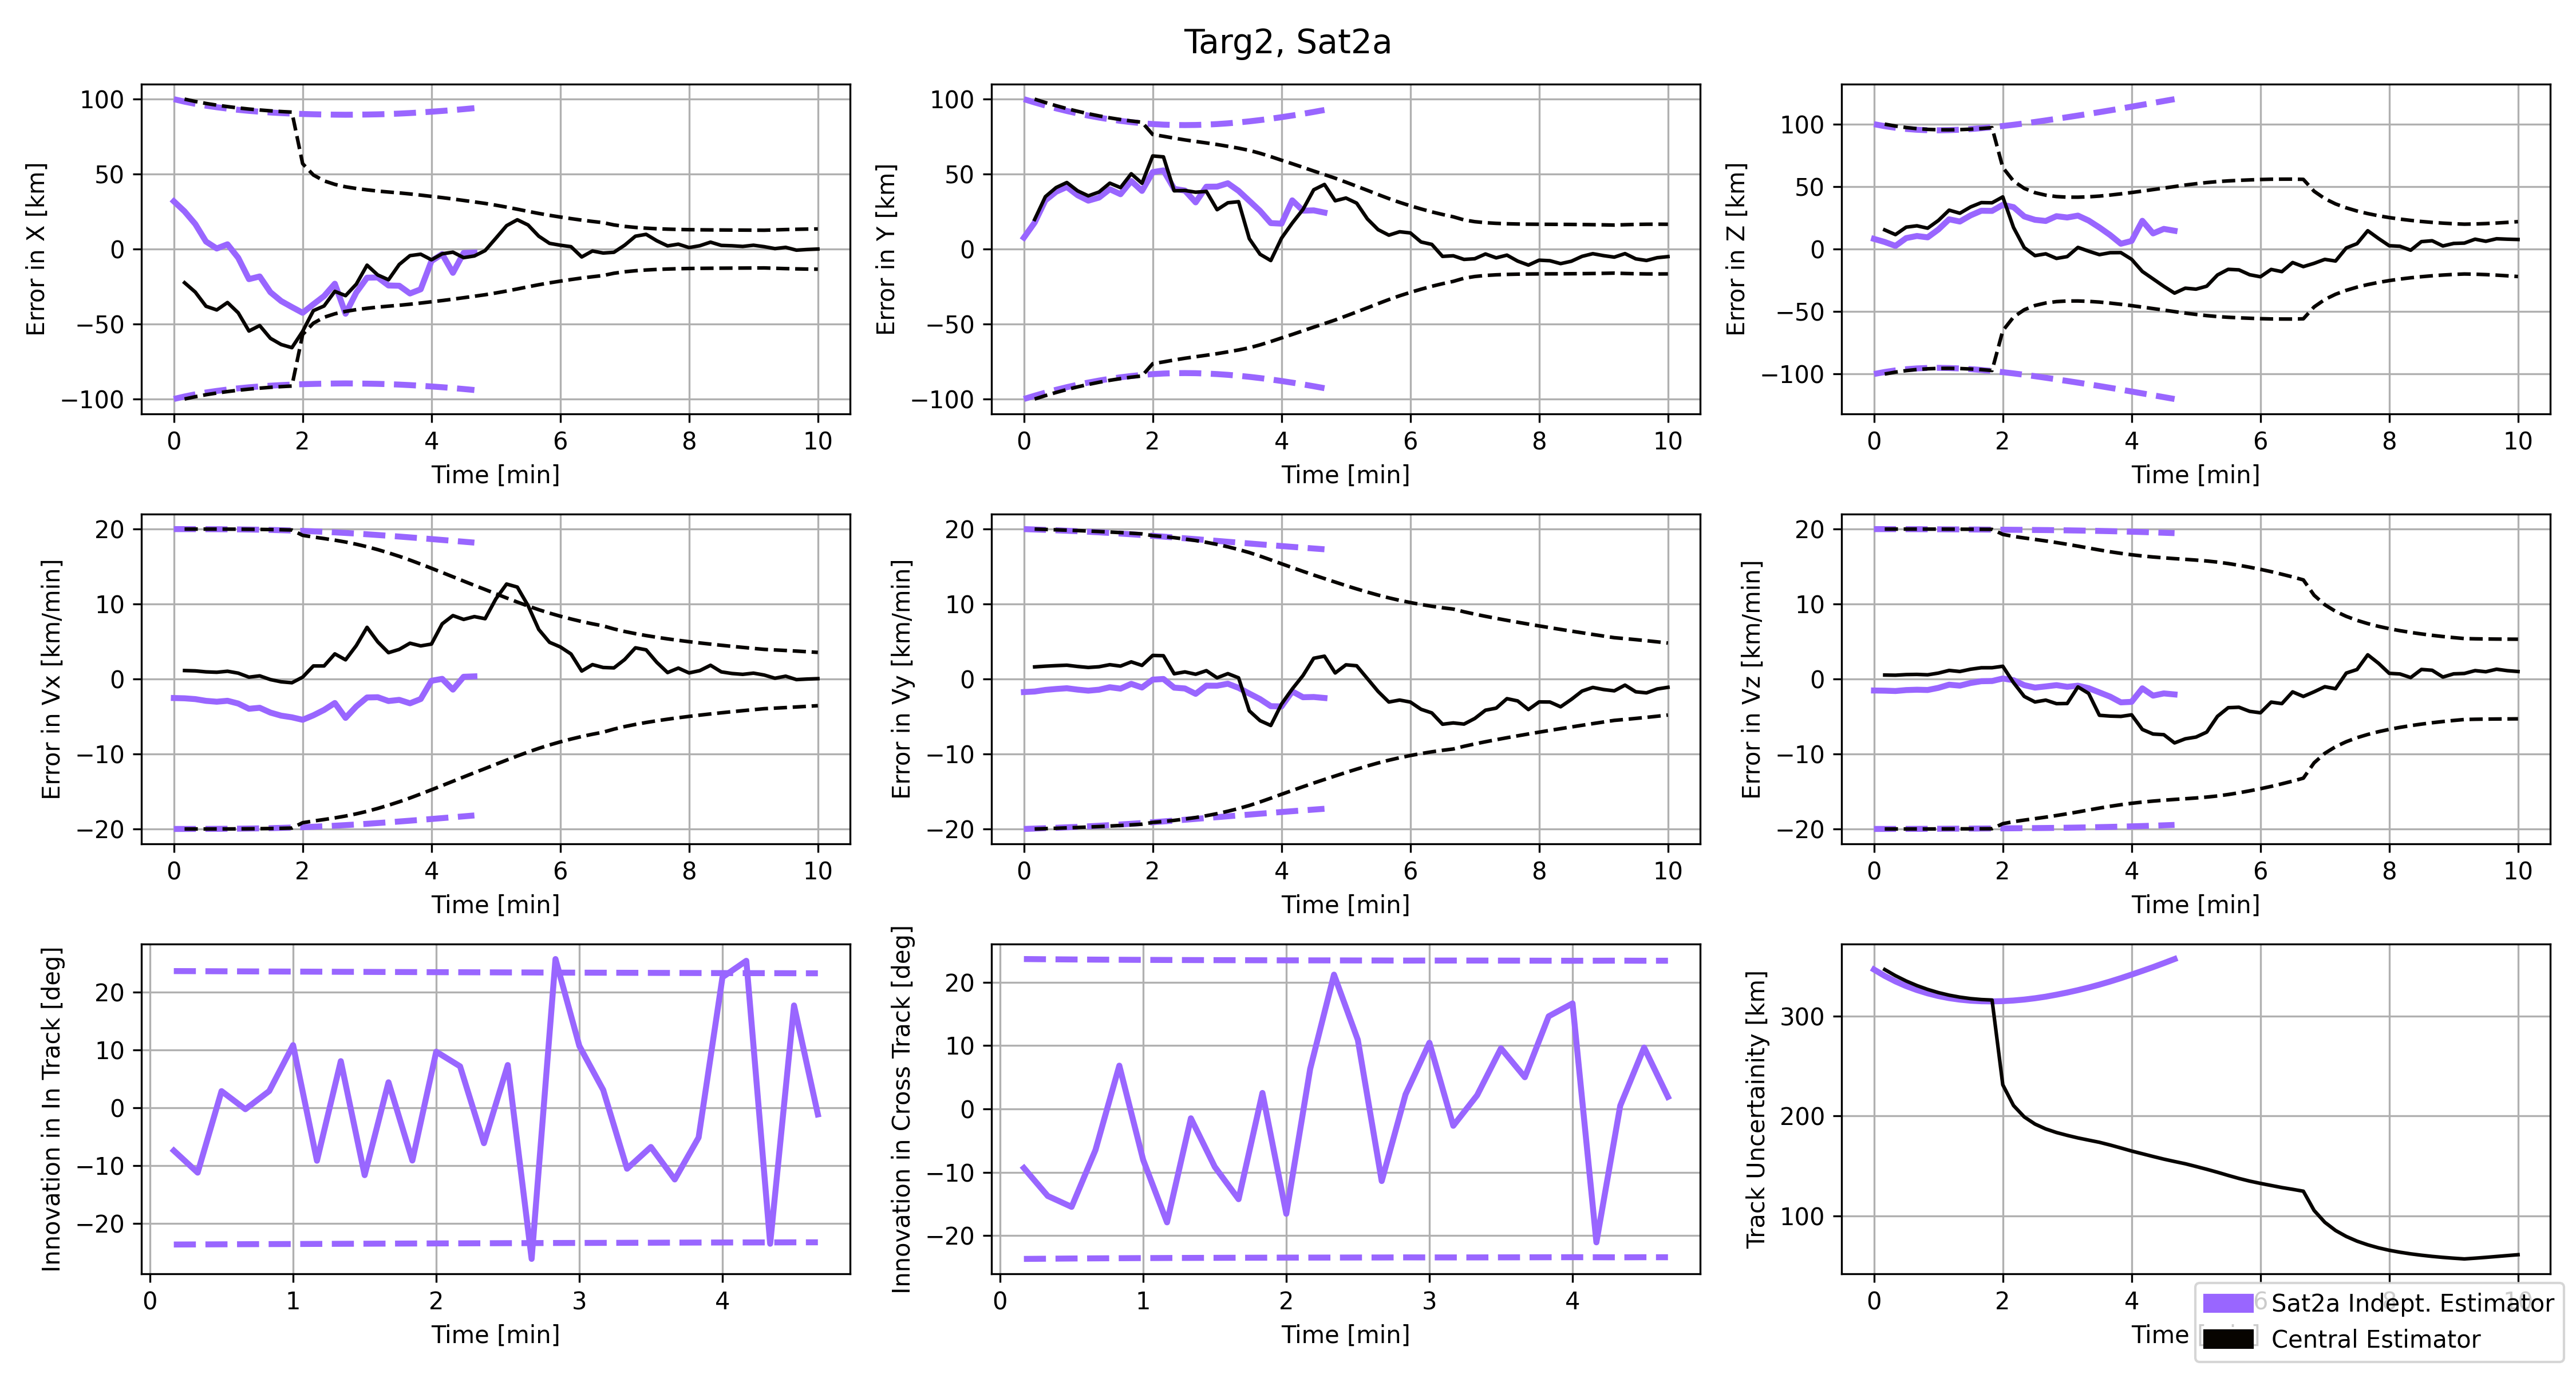 Targ2, Sat2a
100
50
0
−50
−100
Error in X [km]
0 2 4 6 8 10
Time [min]
100
50
0
−50
−100
Error in Y [km]
0 2 4 6 8 10
Time [min]
100
50
0
−50
−100
Error in Z [km]
0 2 4 6 8 10
Time [min]
20
10
0
−10
−20
Error in Vx [km/min]
0 2 4 6 8 10
Time [min]
20
10
0
−10
−20
Error in Vy [km/min]
0 2 4 6 8 10
Time [min]
20
10
0
−10
−20
Error in Vz [km/min]
0 2 4 6 8 10
Time [min]
20
10
0
−10
−20
Innovation in In Track [deg]
0 1 2 3 4
Time [min]
20
10
0
−10
−20
Innovation in Cross Track [deg]
0 1 2 3 4
Time [min]
300
200
100
Track Uncertainity [km]
0 2 4 6 8 10
Time [min]
Sat2a Indept. Estimator
Central Estimator